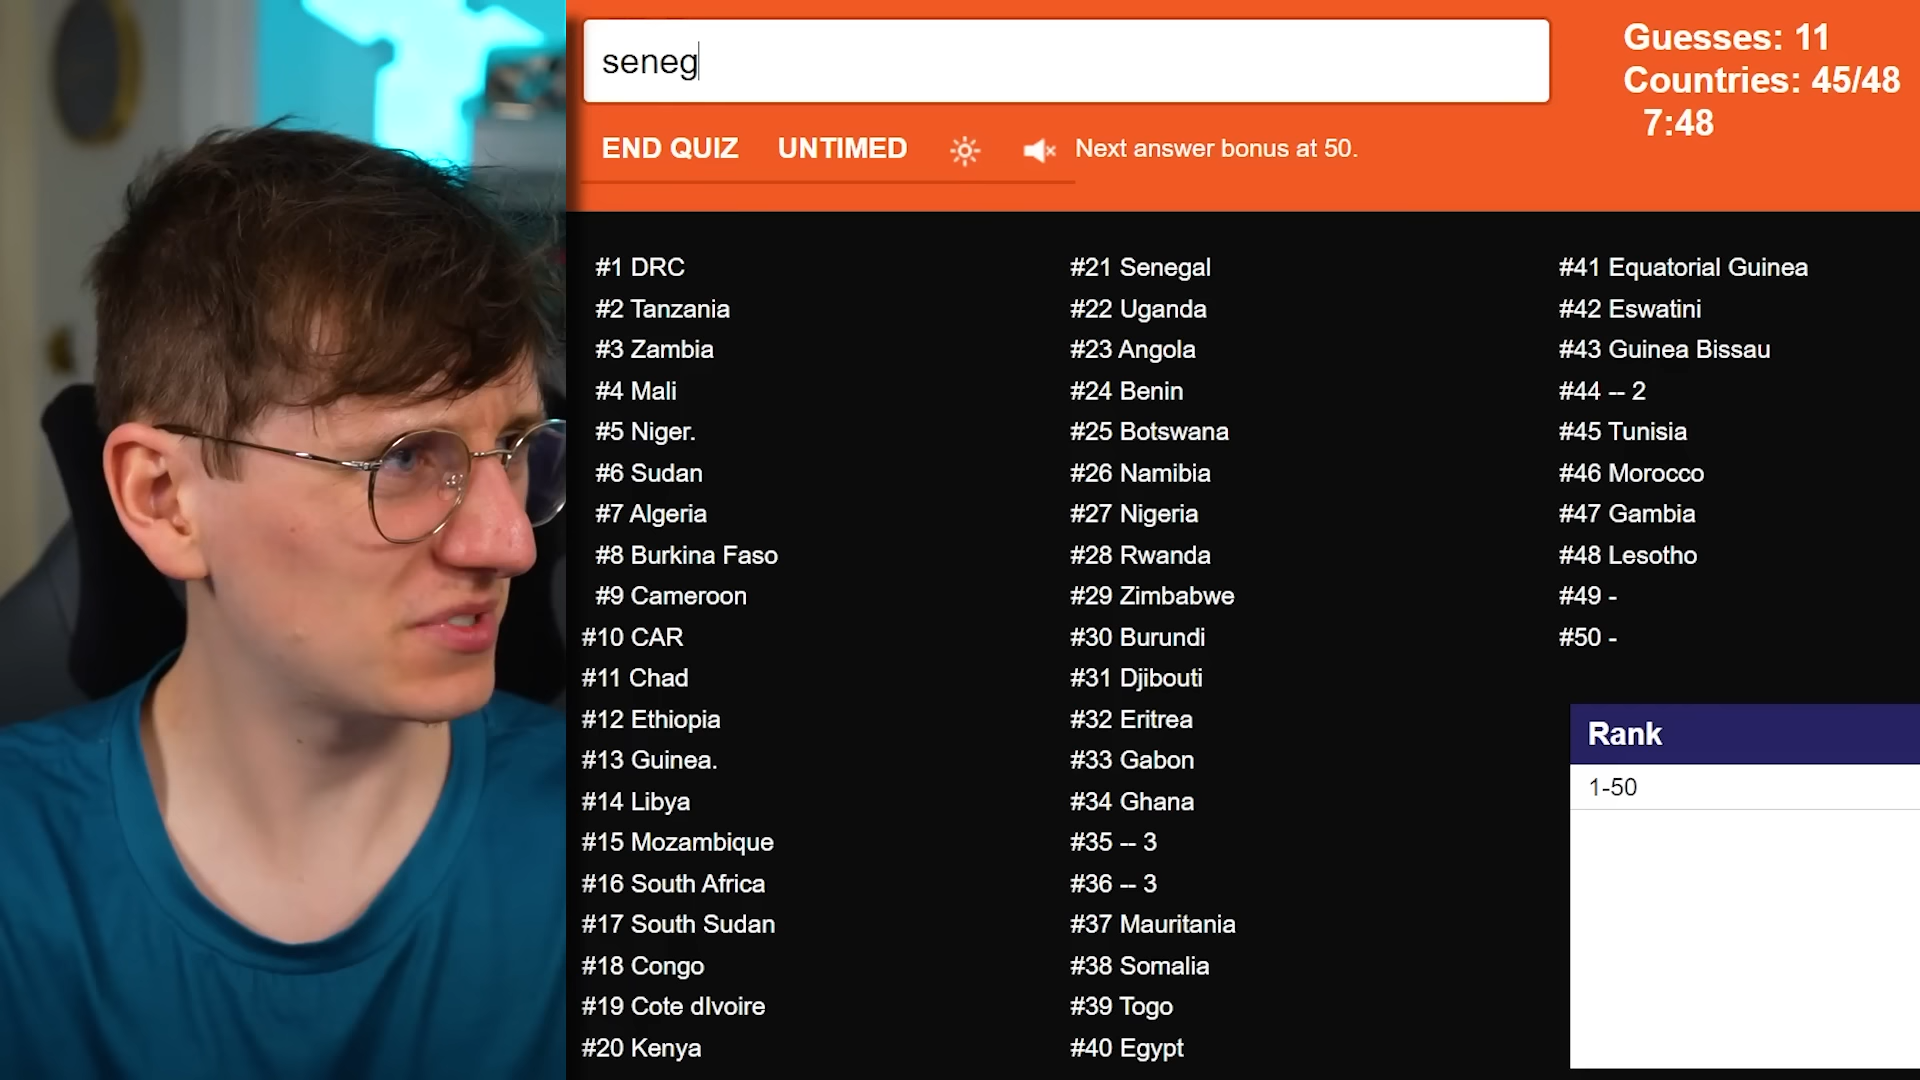 seneg
Guesses: 11
Countries: 45/48
7:48
END QUIZ UNTIMED Next answer bonus at 50.
#1 DRC
#2 Tanzania
#3 Zambia
#4 Mali
#5 Niger.
#6 Sudan
#7 Algeria
#8 Burkina Faso
#9 Cameroon
#10 CAR
#11 Chad
#12 Ethiopia
#13 Guinea.
#14 Libya
#15 Mozambique
#16 South Africa
#17 South Sudan
#18 Congo
#19 Cote dIvoire
#20 Kenya
#21 Senegal
#22 Uganda
#23 Angola
#24 Benin
#25 Botswana
#26 Namibia
#27 Nigeria
#28 Rwanda
#29 Zimbabwe
#30 Burundi
#31 Djibouti
#32 Eritrea
#33 Gabon
#34 Ghana
#35 -- 3
#36 -- 3
#37 Mauritania
#38 Somalia
#39 Togo
#40 Egypt
#41 Equatorial Guinea
#42 Eswatini
#43 Guinea Bissau
#44 -- 2
#45 Tunisia
#46 Morocco
#47 Gambia
#48 Lesotho
#49 -
#50 -
Rank
1-50